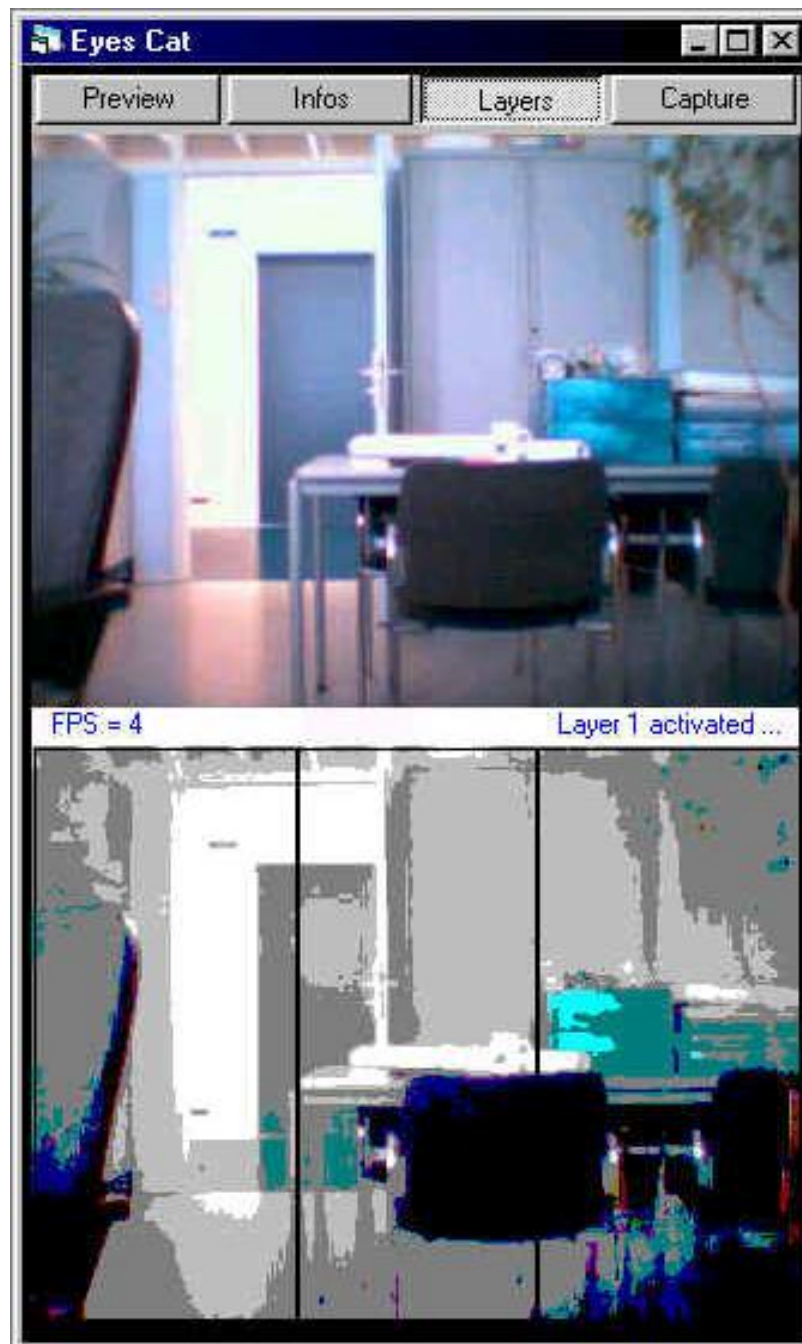 Eyes Cat
Preview Infos Layers Capture
FPS = 4 Layer 1 activated ...